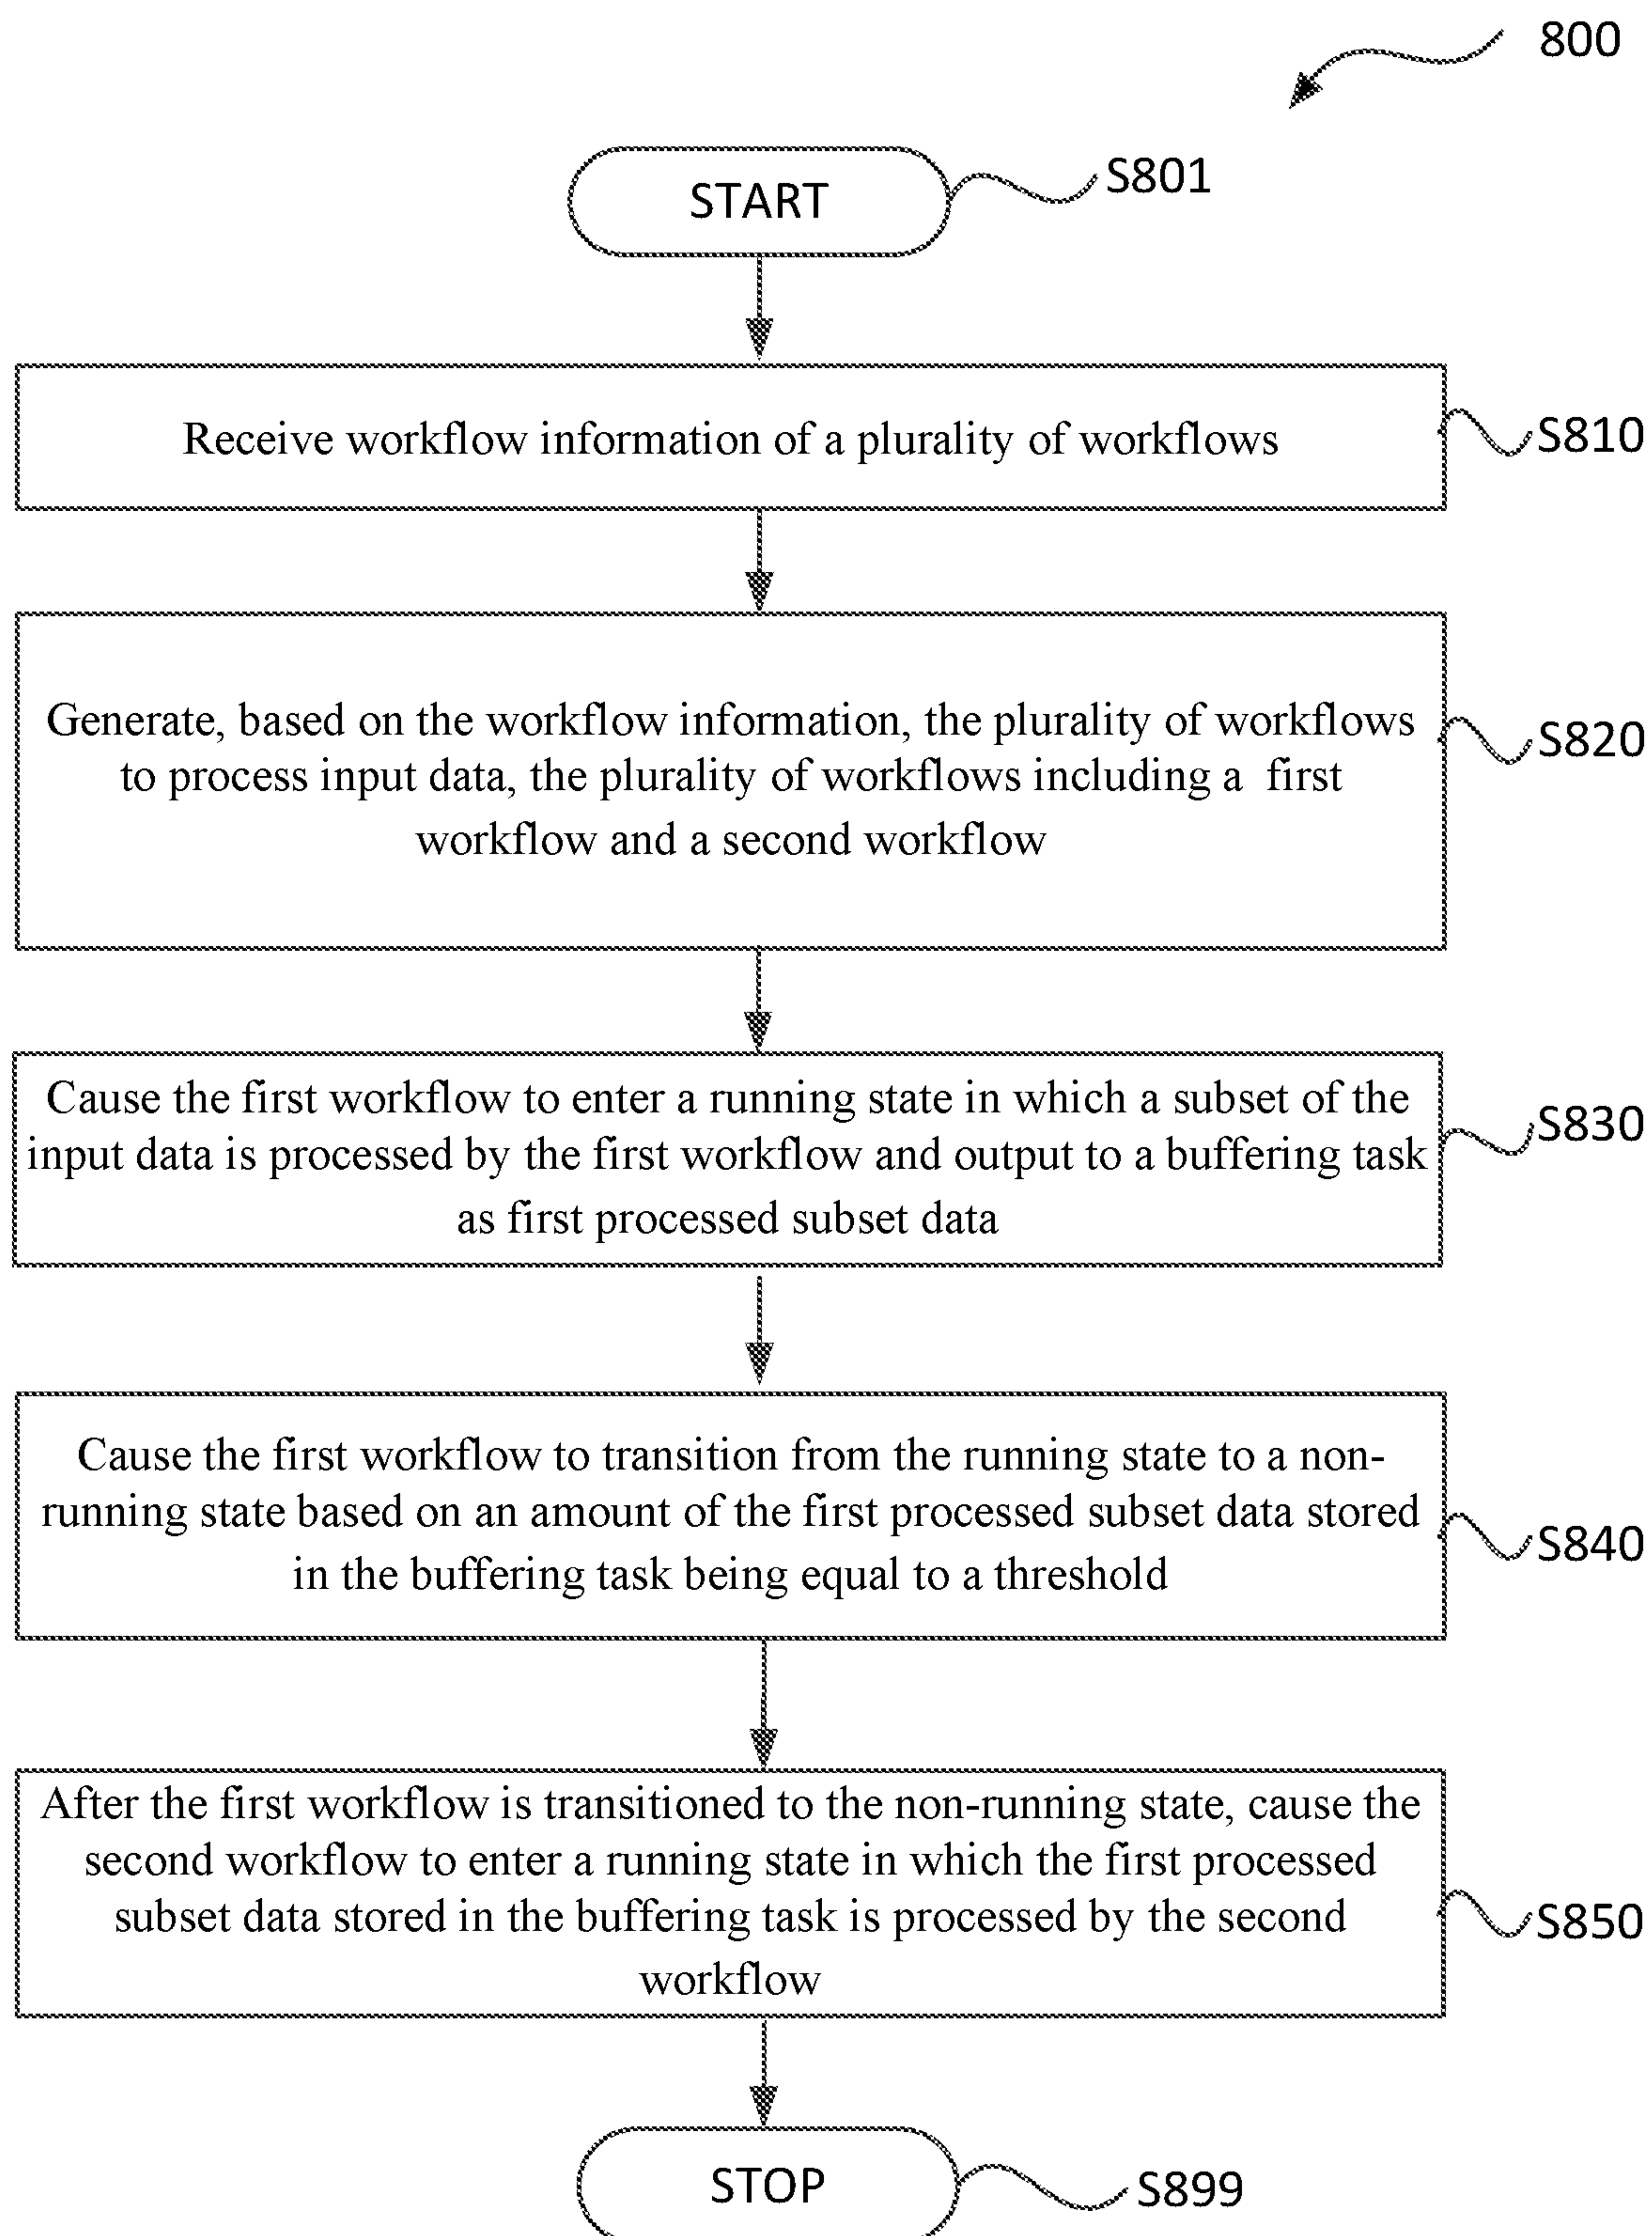 800
START
S801
Receive workflow information of a plurality of workflows
S810
Generate, based on the workflow information, the plurality of workflows
to process input data, the plurality of workflows including a first
workflow and a second workflow
S820
Cause the first workflow to enter a running state in which a subset of the
input data is processed by the first workflow and output to a buffering task
as first processed subset data
S830
Cause the first workflow to transition from the running state to a non-
running state based on an amount of the first processed subset data stored
in the buffering task being equal to a threshold
S840
After the first workflow is transitioned to the non-running state, cause the
second workflow to enter a running state in which the first processed
subset data stored in the buffering task is processed by the second
workflow
S850
STOP
S899